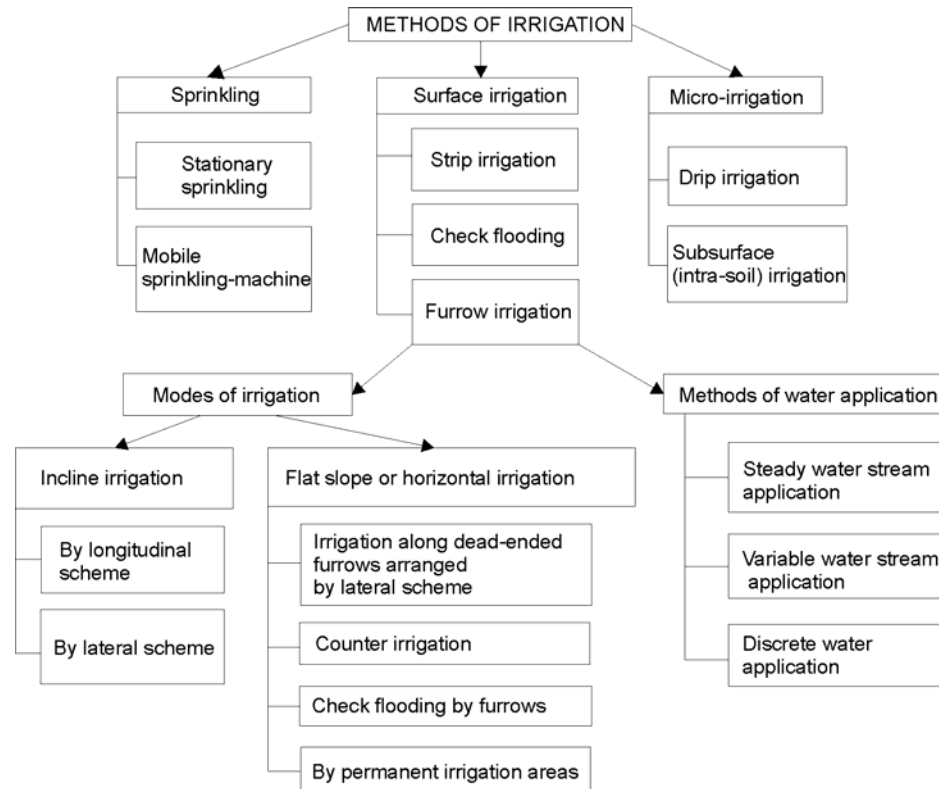 METHODS OF IRRIGATION
Sprinkling
Stationary
sprinkling
Mobile
sprinkling-machine
Surface irrigation
Strip irrigation
Check flooding
Furrow irrigation
Micro-irrigation
Drip irrigation
Subsurface
(intra-soil) irrigation
Modes of irrigation
Incline irrigation
By longitudinal
scheme
By lateral scheme
Flat slope or horizontal irrigation
Irrigation along dead-ended
furrows arranged
by lateral scheme
Counter irrigation
Check flooding by furrows
By permanent irrigation areas
Methods of water application
Steady water stream
application
Variable water stream
application
Discrete water
application